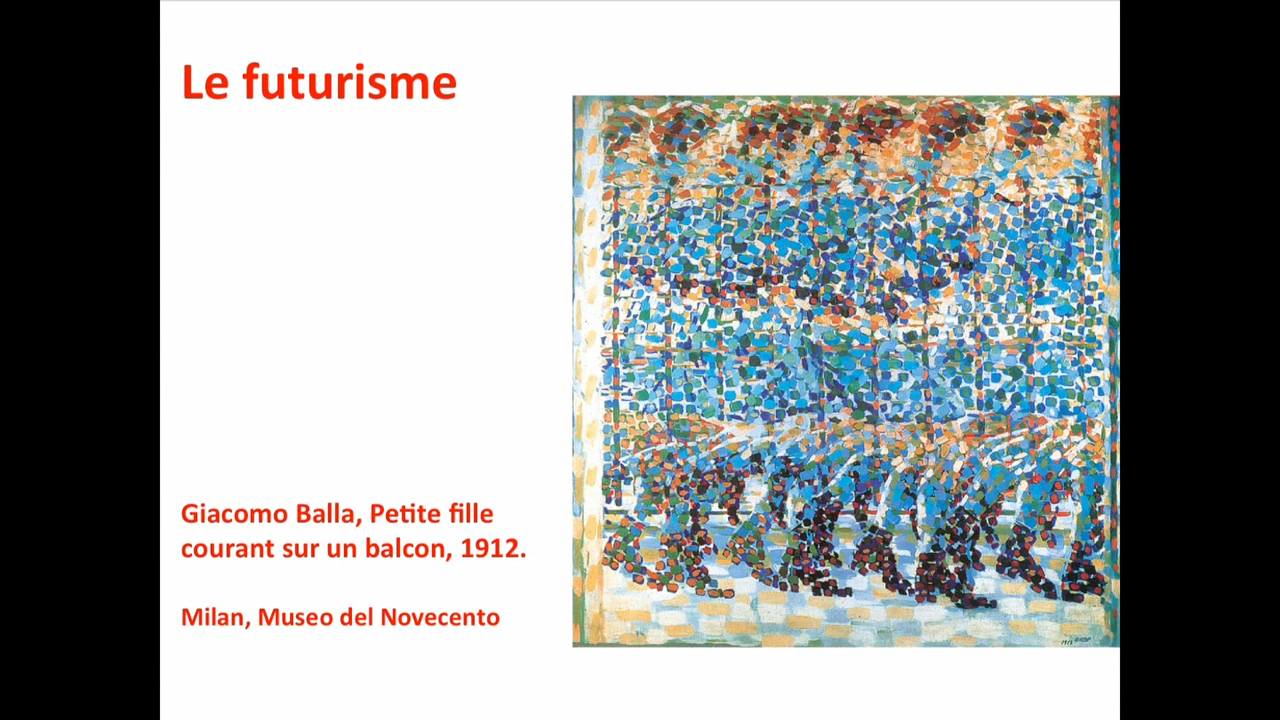 Le futurisme
Giacomo Balla, Petite fille
courant sur un balcon, 1912.
Milan, Museo del Novecento